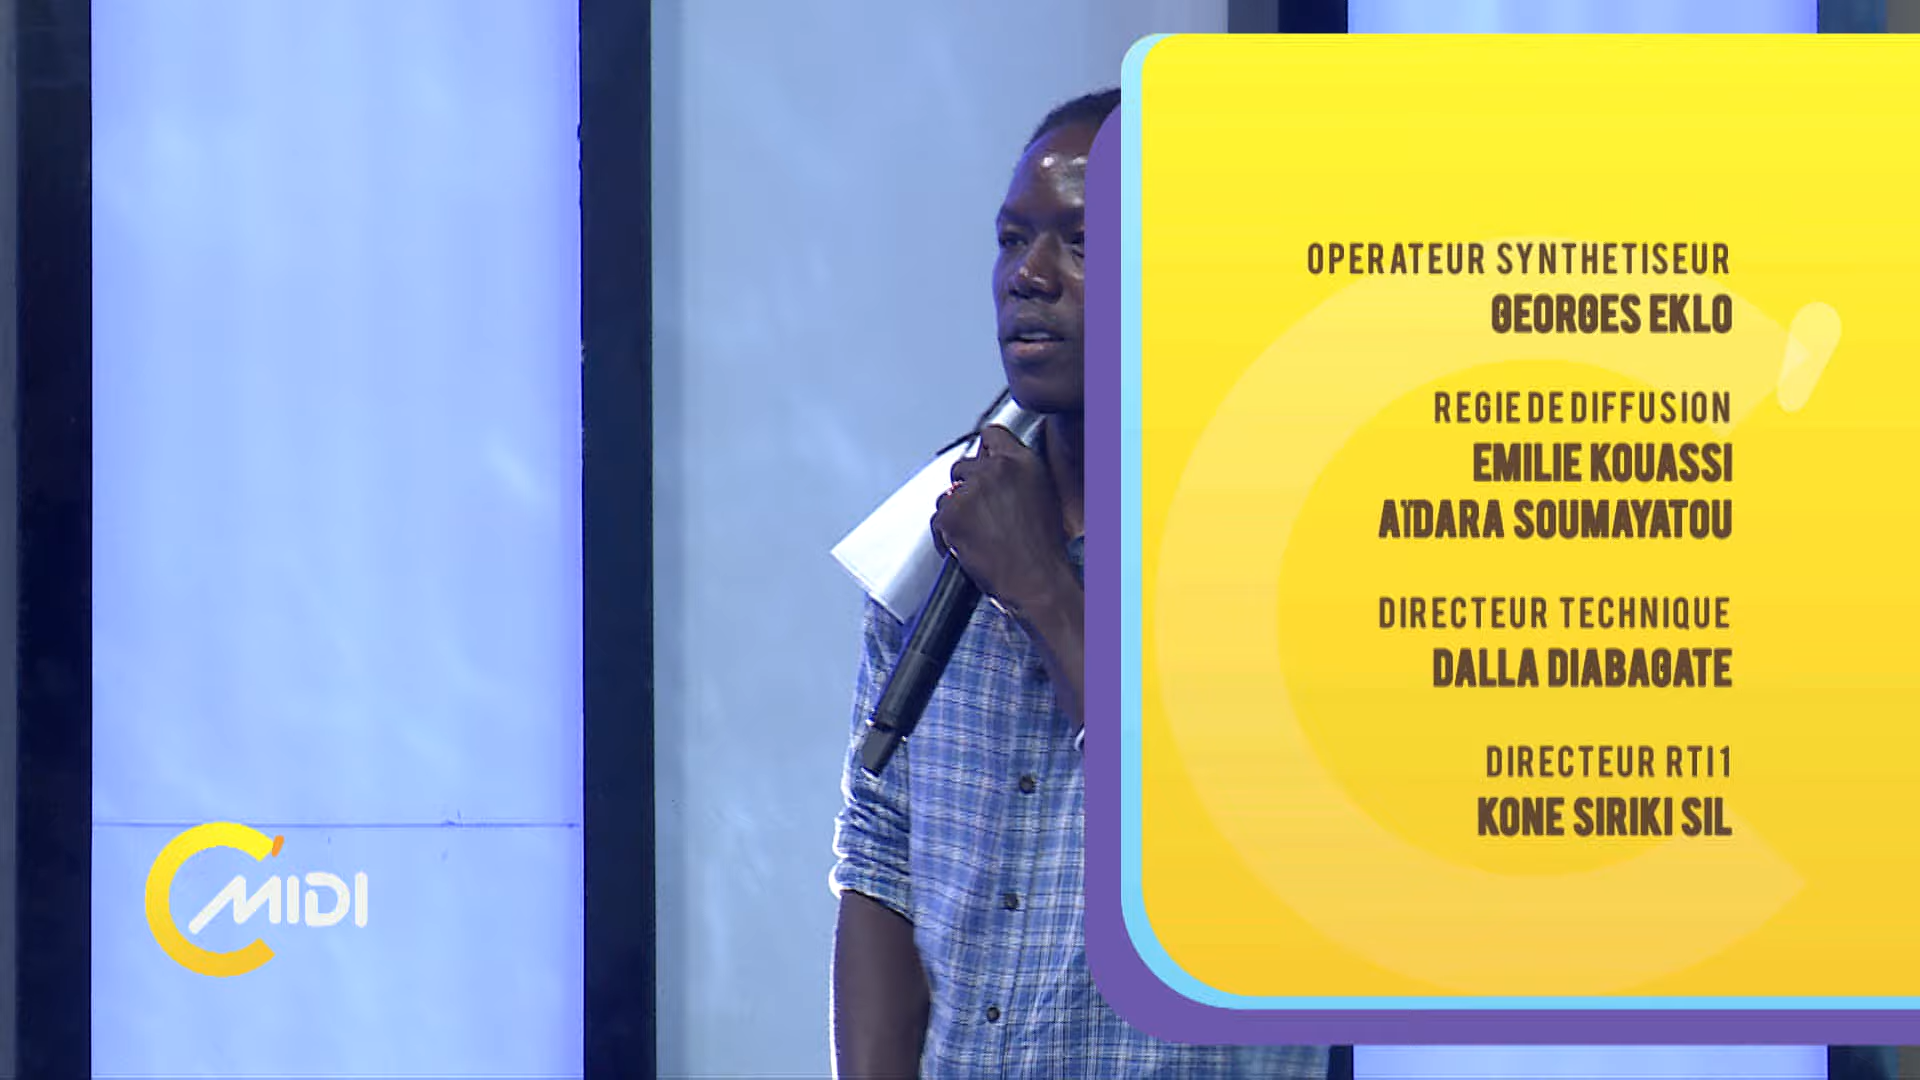 OPERATEUR SYNTHETISEUR
GEORGES EKLO
REGIE DE DIFFUSION
EMILIE KOUASSI
AÏDARA SOUMAYATOU
DIRECTEUR TECHNIQUE
DALLA DIABAGATE
DIRECTEUR RTI1
KONE SIRIKI SIL
C'MIDI